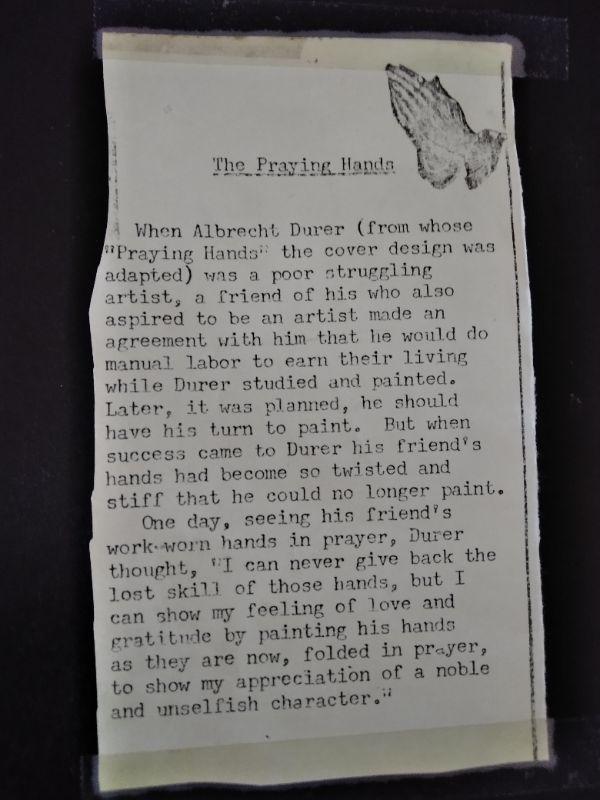 The Praying Hands
When Albrecht Durer (from whose
"Praying Hands" the cover design was
adapted) was a poor struggling
artist, a friend of his who also
aspired to be an artist made an
agreement with him that he would do
manual labor to earn their living
while Durer studied and painted.
Later, it was planned, he should
have his turn to paint. But when
success came to Durer his friend's
hands had become so twisted and
stiff that he could no longer paint.
One day, seeing his friend's
work-worn hands in prayer, Durer
thought, "I can never give back the
lost skill of those hands, but I
can show my feeling of love and
gratitude by painting his hands
as they are now, folded in prayer,
to show my appreciation of a noble
and unselfish character."